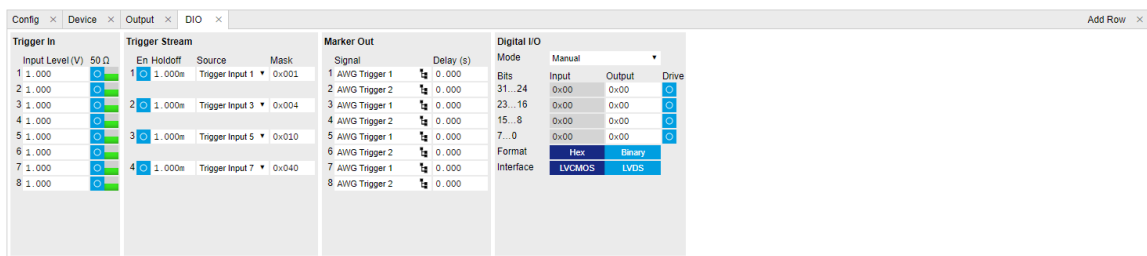 Config × Device × Output × DIO × Add Row ×
Trigger In Trigger Stream Marker Out Digital I/O
Input Level (V) 50 Ω En Holdoff Source Mask Signal Delay (s) Mode Manual
1 1.000 1 1.000m Trigger Input 1 0x001 1 AWG Trigger 1 0.000 Bits Input Output Drive
2 1.000 2 AWG Trigger 2 0.000 31...24 0x00 0x00
3 1.000 2 1.000m Trigger Input 3 0x004 3 AWG Trigger 1 0.000 23...16 0x00 0x00
4 1.000 4 AWG Trigger 2 0.000 15...8 0x00 0x00
5 1.000 3 1.000m Trigger Input 5 0x010 5 AWG Trigger 1 0.000 7...0 0x00 0x00
6 1.000 6 AWG Trigger 2 0.000 Format Hex Binary
7 1.000 4 1.000m Trigger Input 7 0x040 7 AWG Trigger 1 0.000 Interface LVCMOS LVDS
8 1.000 8 AWG Trigger 2 0.000